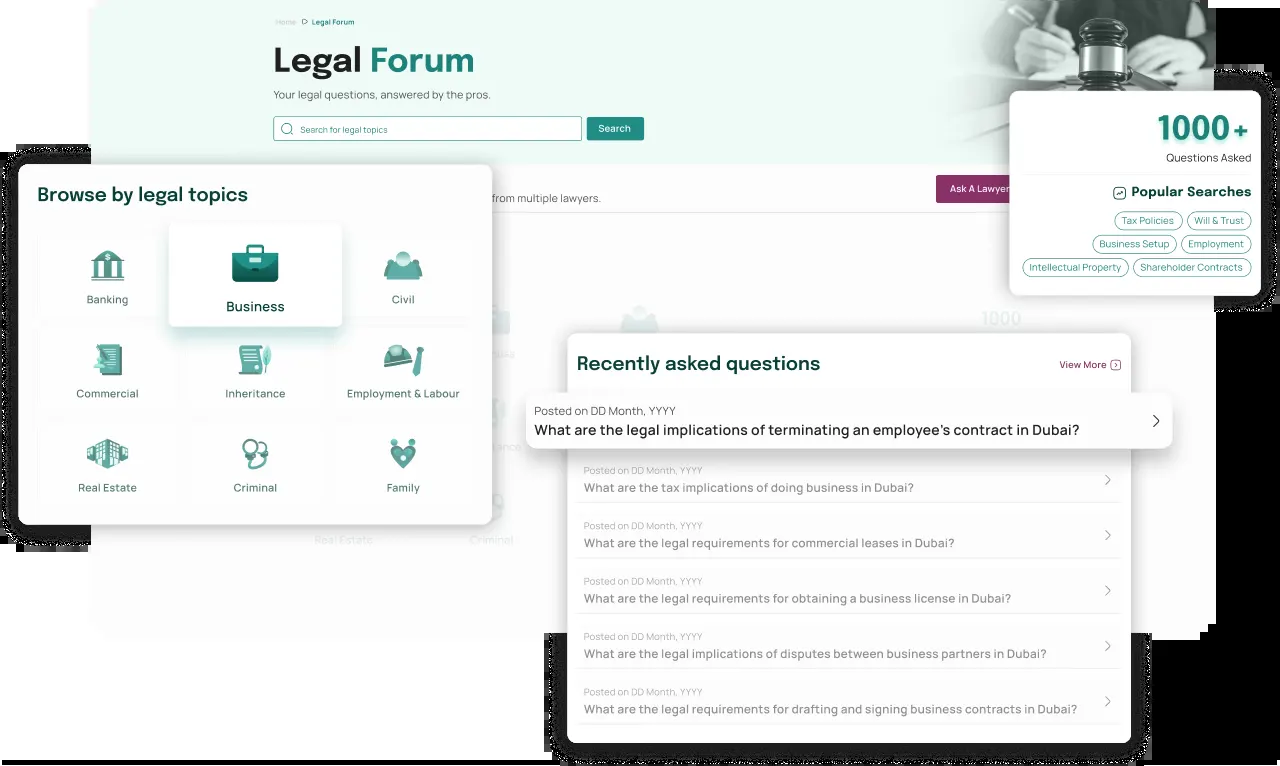 Home
Legal Forum
Legal Forum
Your legal questions, answered by the pros.
Search for legal topics
Search
from multiple lawyers.
Ask A Lawyer
1000+
Questions Asked
Popular Searches
Tax Policies
Will & Trust
Business Setup
Employment
Intellectual Property
Shareholder Contracts
Browse by legal topics
Banking
Business
Civil
Commercial
Inheritance
Employment & Labour
Real Estate
Criminal
Family
Real Estate
Criminal
1000
Recently asked questions
View More
Posted on DD Month, YYYY
What are the legal implications of terminating an employee's contract in Dubai?
Posted on DD Month, YYYY
What are the tax implications of doing business in Dubai?
Posted on DD Month, YYYY
What are the legal requirements for commercial leases in Dubai?
Posted on DD Month, YYYY
What are the legal requirements for obtaining a business license in Dubai?
Posted on DD Month, YYYY
What are the legal implications of disputes between business partners in Dubai?
Posted on DD Month, YYYY
What are the legal requirements for drafting and signing business contracts in Dubai?